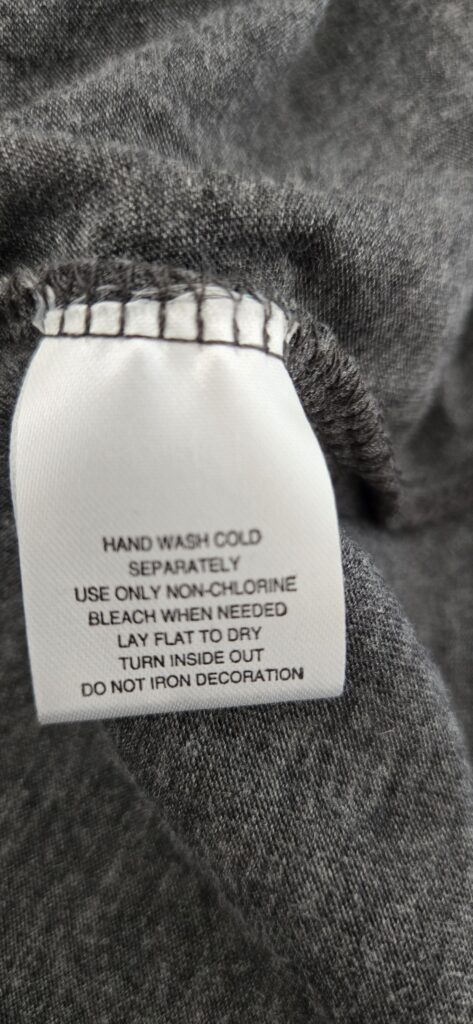 HAND WASH COLD
SEPARATELY
USE ONLY NON-CHLORINE
BLEACH WHEN NEEDED
LAY FLAT TO DRY
TURN INSIDE OUT
DO NOT IRON DECORATION